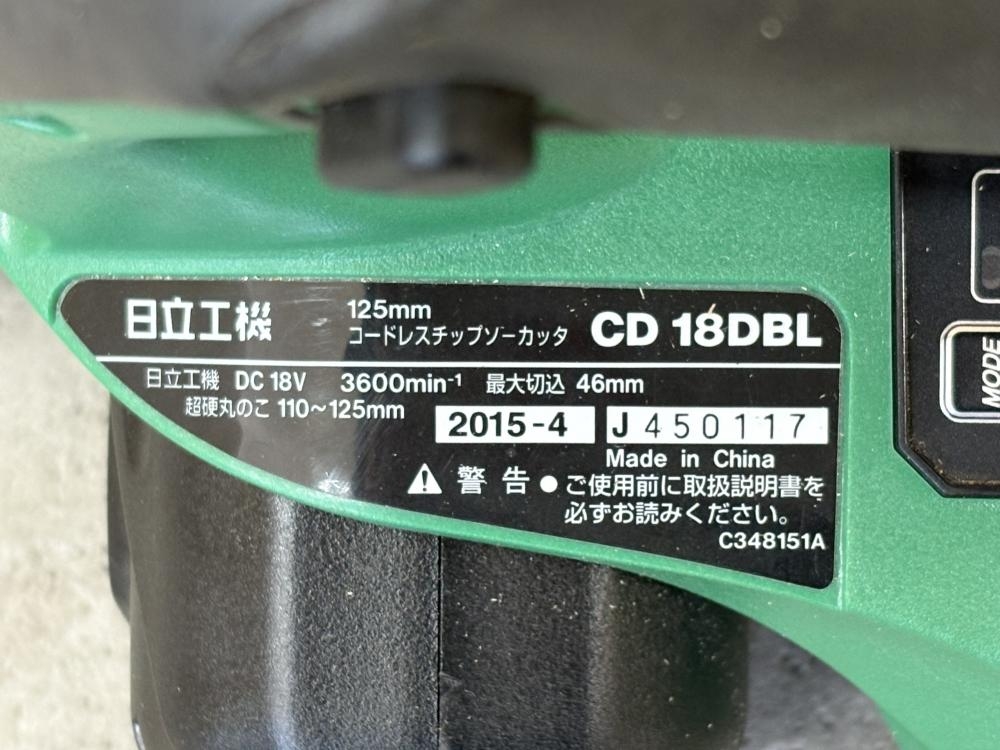 日立工機 125mm
コードレスチップソーカッタ CD 18DBL
日立工機 DC 18V 3600min⁻¹ 最大切込 46mm
超硬丸のこ 110～125mm
2015-4 J450117
Made in China
⚠ 警告 ●ご使用前に取扱説明書を
必ずお読みください。
C348151A
MODE